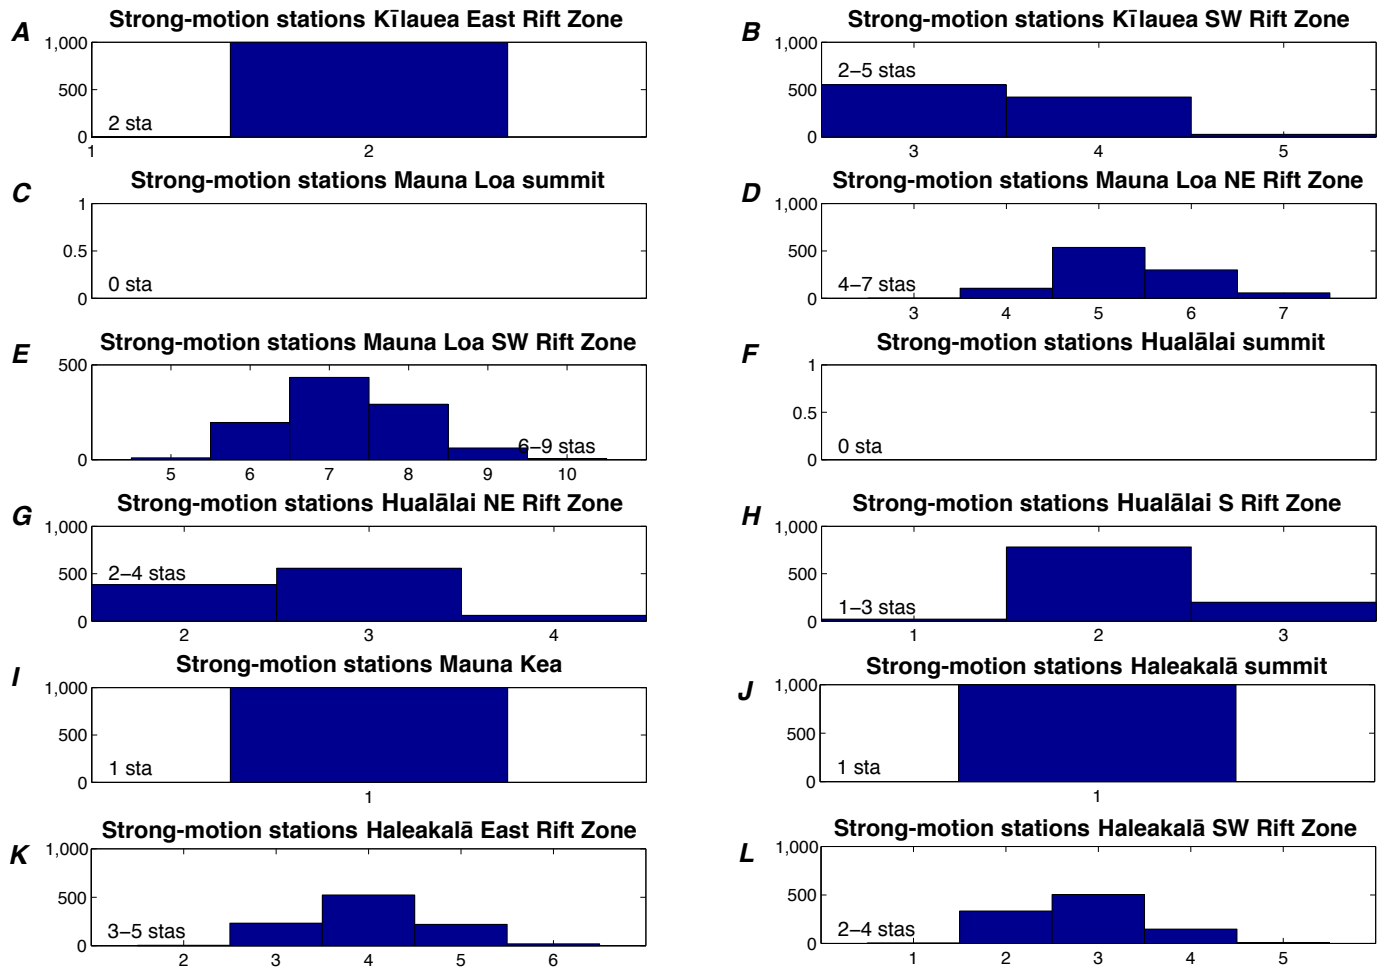 A
Strong-motion stations Kīlauea East Rift Zone
1,000
500
0
2 sta
1 2
B
Strong-motion stations Kīlauea SW Rift Zone
1,000
500
0
2–5 stas
3 4 5
C
Strong-motion stations Mauna Loa summit
1
0.5
0
0 sta
D
Strong-motion stations Mauna Loa NE Rift Zone
1,000
500
0
4–7 stas
3 4 5 6 7
E
Strong-motion stations Mauna Loa SW Rift Zone
500
0
6–9 stas
5 6 7 8 9 10
F
Strong-motion stations Hualālai summit
1
0.5
0
0 sta
G
Strong-motion stations Hualālai NE Rift Zone
1,000
500
0
2–4 stas
2 3 4
H
Strong-motion stations Hualālai S Rift Zone
1,000
500
0
1–3 stas
1 2 3
I
Strong-motion stations Mauna Kea
1,000
500
0
1 sta
1
J
Strong-motion stations Haleakalā summit
1,000
500
0
1 sta
1
K
Strong-motion stations Haleakalā East Rift Zone
1,000
500
0
3–5 stas
2 3 4 5 6
L
Strong-motion stations Haleakalā SW Rift Zone
1,000
500
0
2–4 stas
1 2 3 4 5